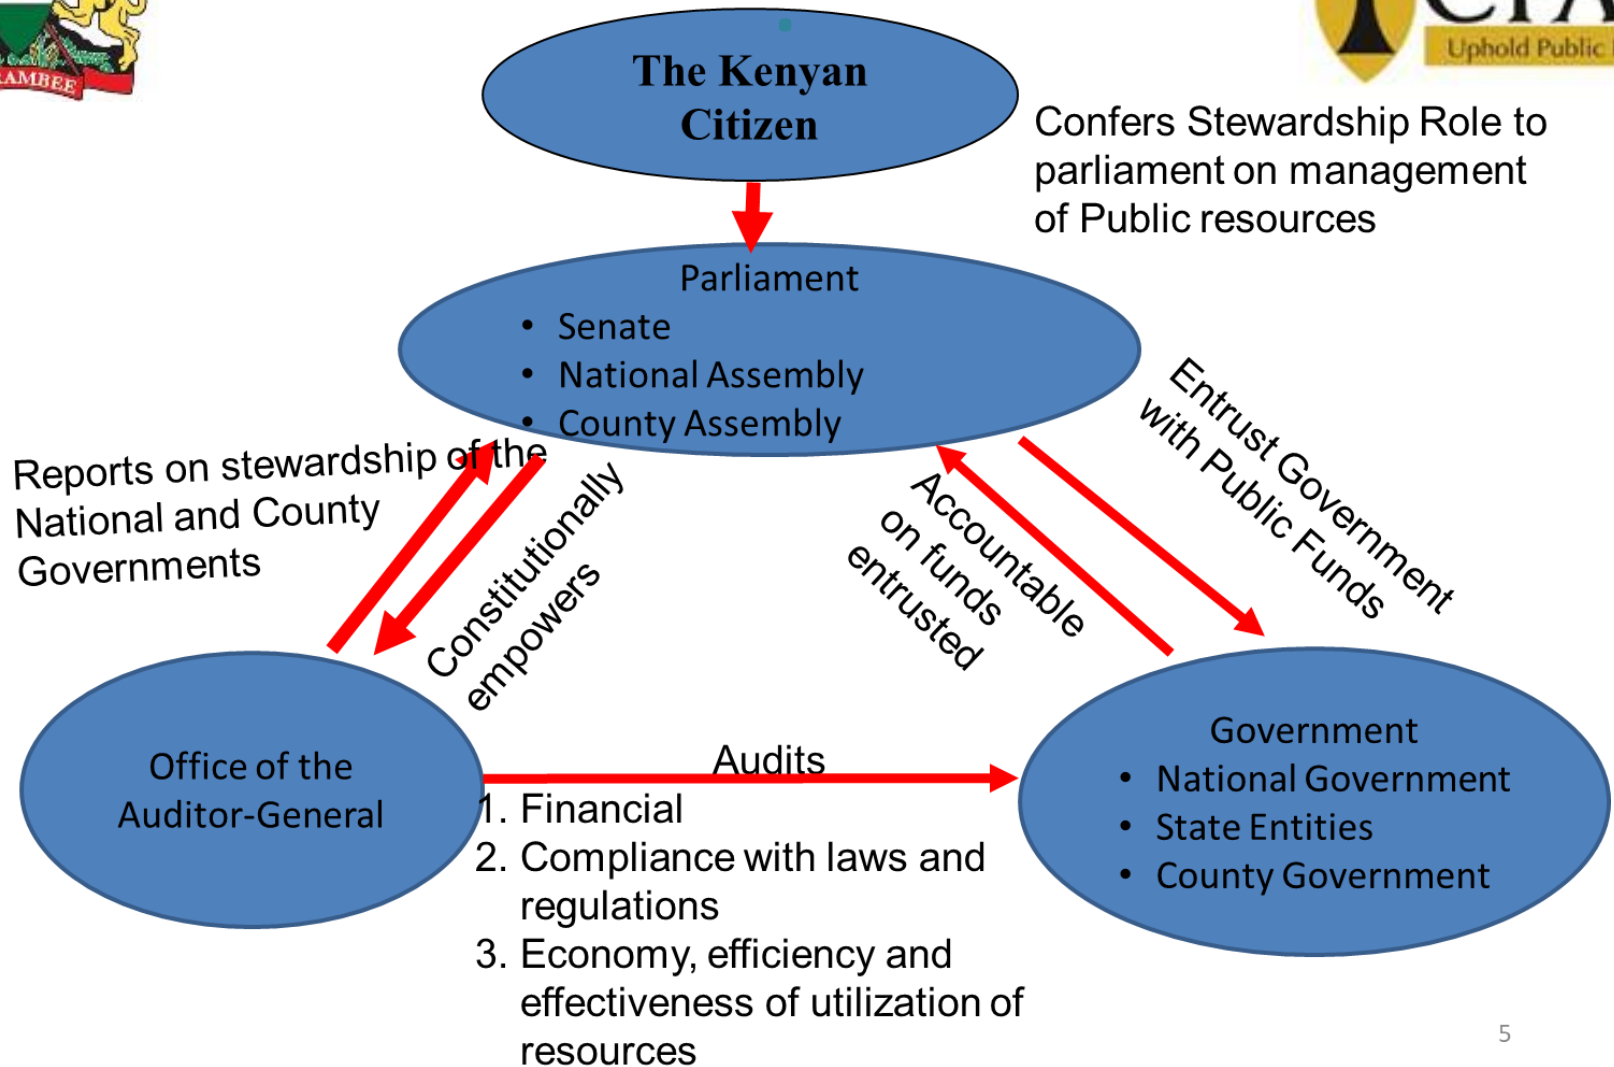 AMBEE
Uphold Public
The Kenyan
Citizen
Confers Stewardship Role to
parliament on management
of Public resources
Parliament
• Senate
• National Assembly
• County Assembly
Reports on stewardship of the
National and County
Governments
Constitutionally
empowers
Accountable
on funds
entrusted
Entrust Government
with Public Funds
Office of the
Auditor-General
Audits
1. Financial
2. Compliance with laws and
regulations
3. Economy, efficiency and
effectiveness of utilization of
resources
Government
• National Government
• State Entities
• County Government
5